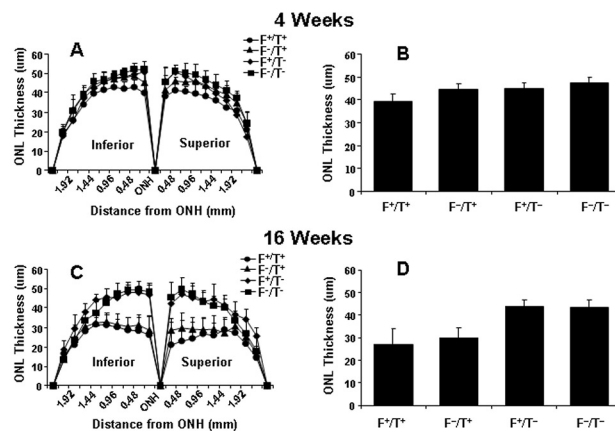 4 Weeks
A
F+/T+
F−/T+
F+/T−
F−/T−
ONL Thickness (um)
60
50
40
30
20
10
0
Inferior
Superior
1.92
1.44
0.96
0.48
ONH
0.48
0.96
1.44
1.92
Distance from ONH (mm)
B
ONL Thickness (um)
60
50
40
30
20
10
0
F+/T+
F−/T+
F+/T−
F−/T−
16 Weeks
C
F+/T+
F−/T+
F+/T−
F−/T−
ONL Thickness (um)
60
50
40
30
20
10
0
Inferior
Superior
1.92
1.44
0.96
0.48
ONH
0.48
0.96
1.44
1.92
Distance from ONH (mm)
D
ONL Thickness (um)
60
50
40
30
20
10
0
F+/T+
F−/T+
F+/T−
F−/T−